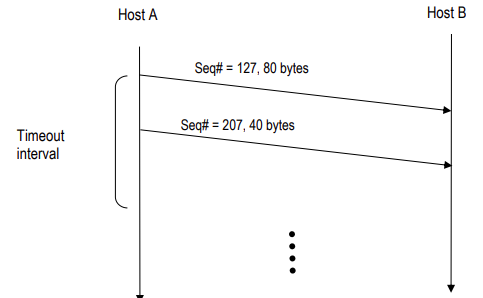 Host A
Host B
Seq# = 127, 80 bytes
Seq# = 207, 40 bytes
Timeout
interval